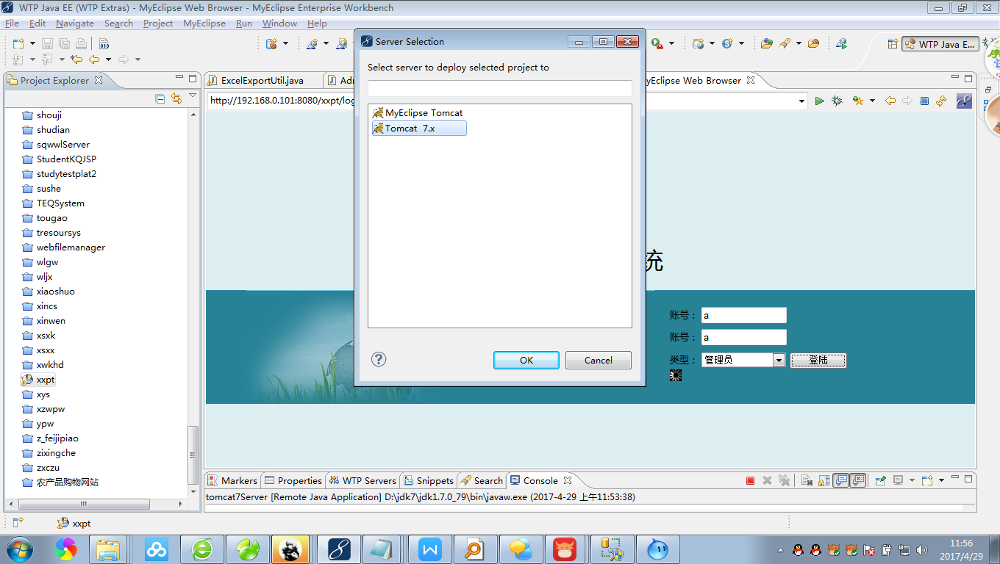 WTP Java EE (WTP Extras) - MyEclipse Web Browser - MyEclipse Enterprise Workbench
File Edit Navigate Search Project MyEclipse Run Window Help
WTP Java E...
Project Explorer
ExcelExportUtil.java
MyEclipse Web Browser
http://192.168.0.101:8080/xxpt/log
shouji
shudian
sqwwlServer
StudentKQJSP
studytestplat2
sushe
TEQSystem
tougao
tresoursys
webfilemanager
wlgw
wljx
xiaoshuo
xincs
xinwen
xsxk
xsxx
xwkhd
xxpt
xys
xzwpw
ypw
z_feijipiao
zixingche
zxczu
农产品购物网站
Server Selection
Select server to deploy selected project to
MyEclipse Tomcat
Tomcat 7.x
OK
Cancel
统
账号： a
账号： a
类型： 管理员 登陆
Markers Properties WTP Servers Snippets Search Console
tomcat7Server [Remote Java Application] D:\jdk7\jdk1.7.0_79\bin\javaw.exe (2017-4-29 上午11:53:38)
xxpt
11:56
2017/4/29